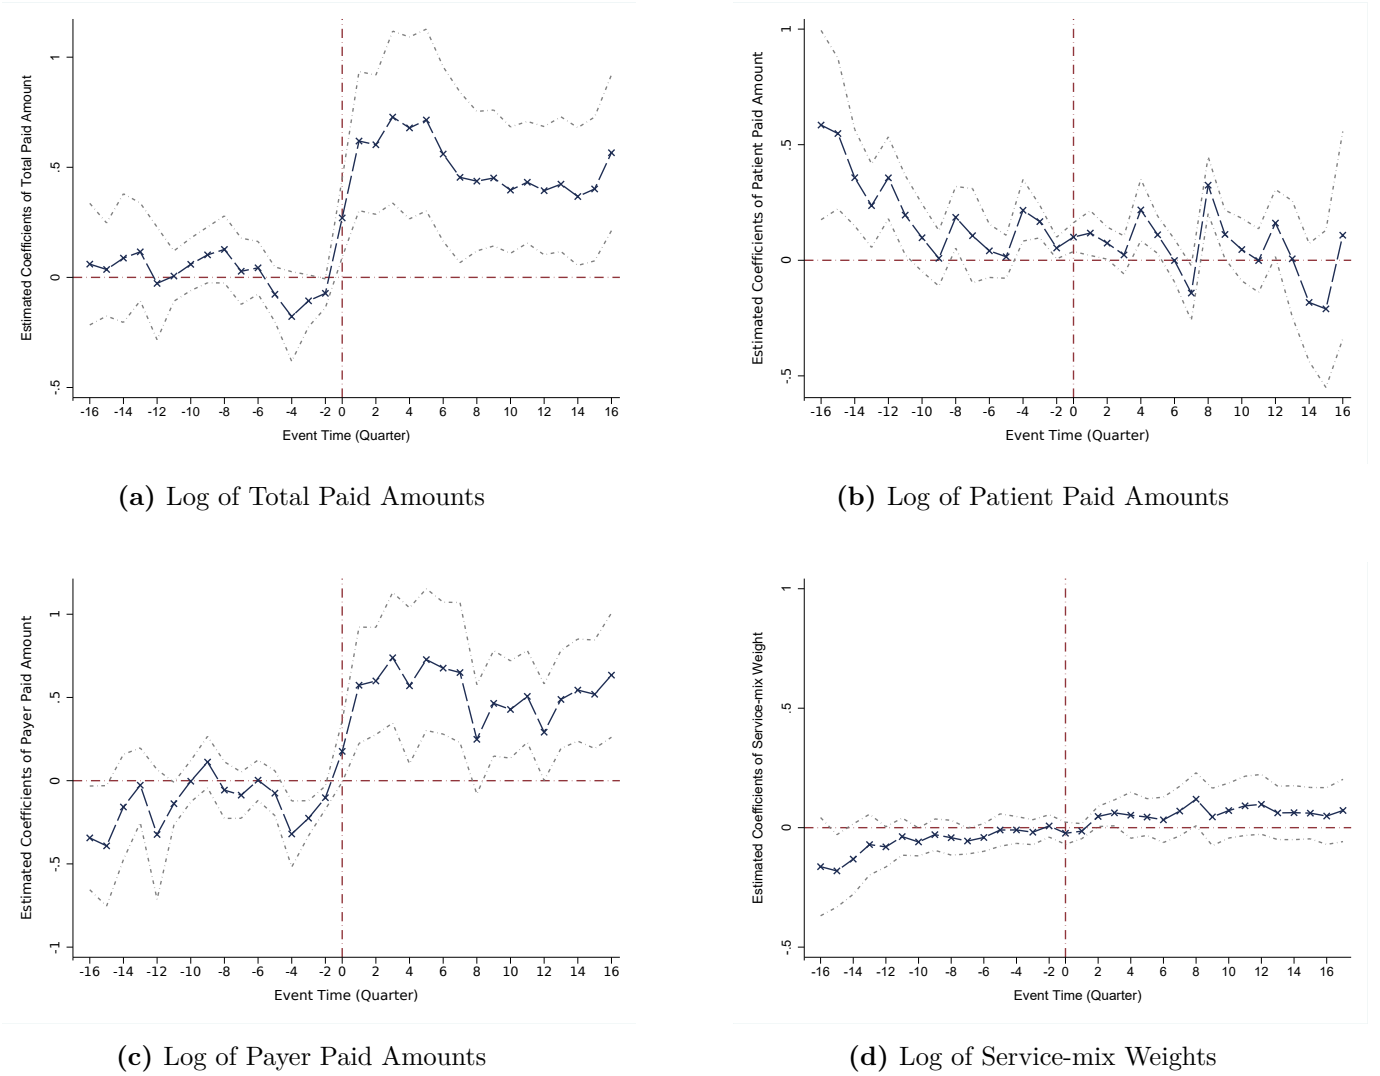 Estimated Coefficients of Total Paid Amount
1
.5
0
-.5
-16 -14 -12 -10 -8 -6 -4 -2 0 2 4 6 8 10 12 14 16
Event Time (Quarter)
(a) Log of Total Paid Amounts
Estimated Coefficients of Patient Paid Amount
1
.5
0
-.5
-16 -14 -12 -10 -8 -6 -4 -2 0 2 4 6 8 10 12 14 16
Event Time (Quarter)
(b) Log of Patient Paid Amounts
Estimated Coefficients of Payer Paid Amount
1
.5
0
-.5
-1
-16 -14 -12 -10 -8 -6 -4 -2 0 2 4 6 8 10 12 14 16
Event Time (Quarter)
(c) Log of Payer Paid Amounts
Estimated Coefficients of Service-mix Weight
1
.5
0
-.5
-16 -14 -12 -10 -8 -6 -4 -2 0 2 4 6 8 10 12 14 16
Event Time (Quarter)
(d) Log of Service-mix Weights